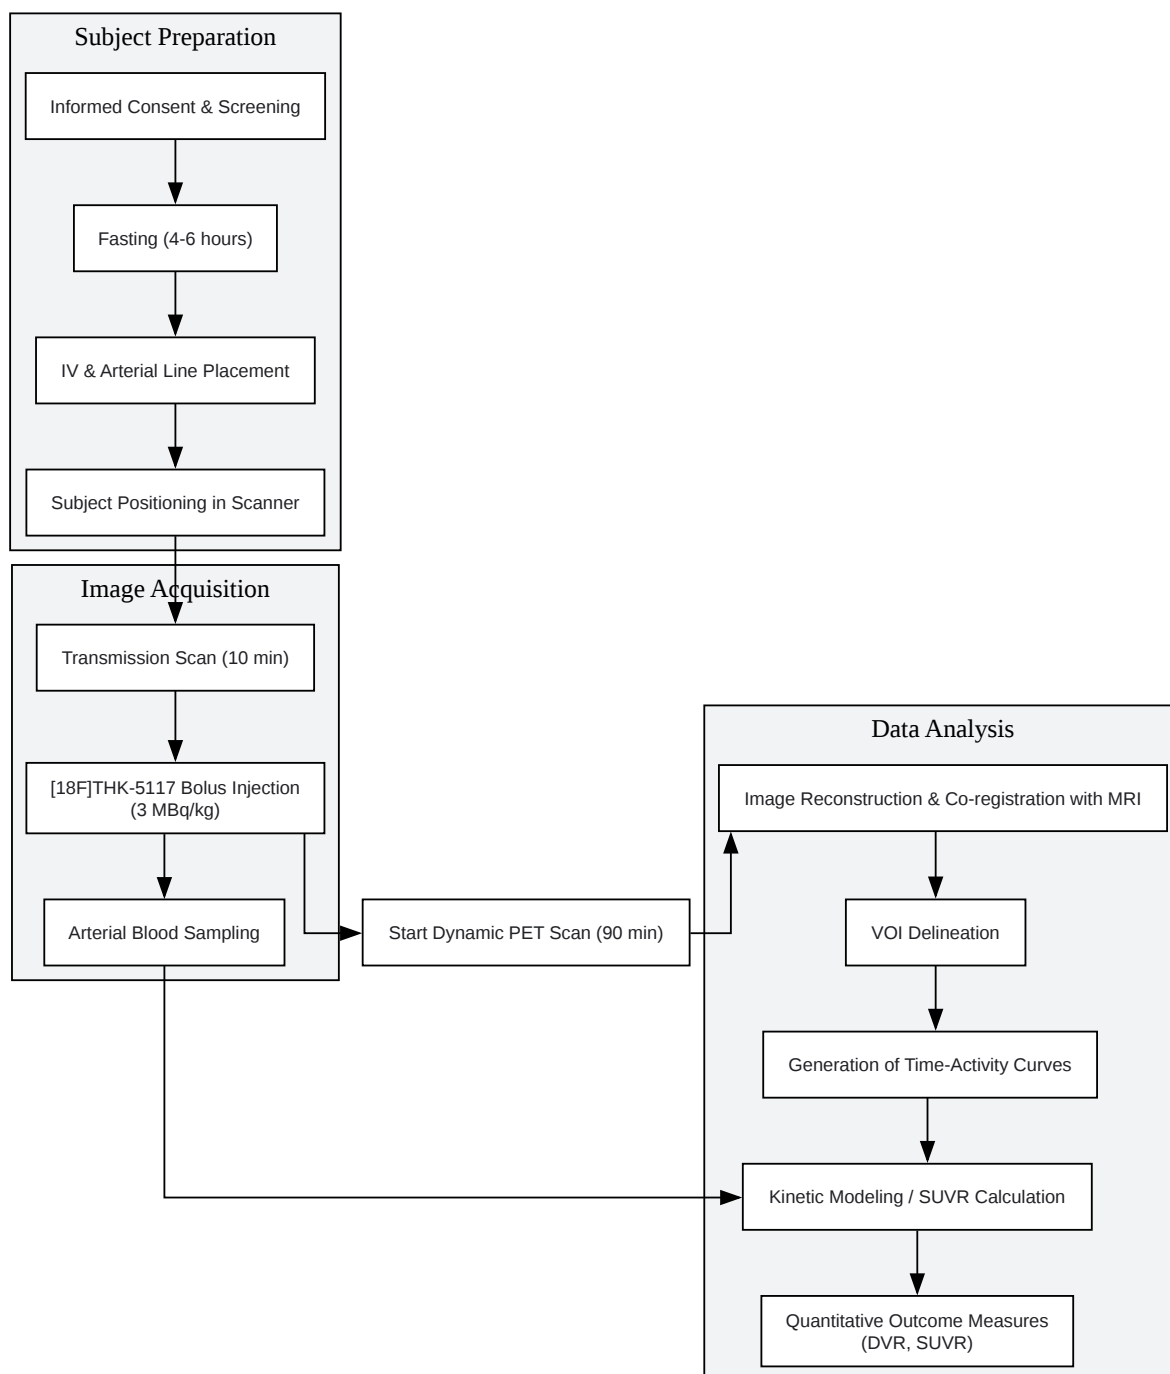 Subject Preparation
Informed Consent & Screening
Fasting (4-6 hours)
IV & Arterial Line Placement
Subject Positioning in Scanner
Image Acquisition
Transmission Scan (10 min)
[18F]THK-5117 Bolus Injection
(3 MBq/kg)
Arterial Blood Sampling
Start Dynamic PET Scan (90 min)
Data Analysis
Image Reconstruction & Co-registration with MRI
VOI Delineation
Generation of Time-Activity Curves
Kinetic Modeling / SUVR Calculation
Quantitative Outcome Measures
(DVR, SUVR)